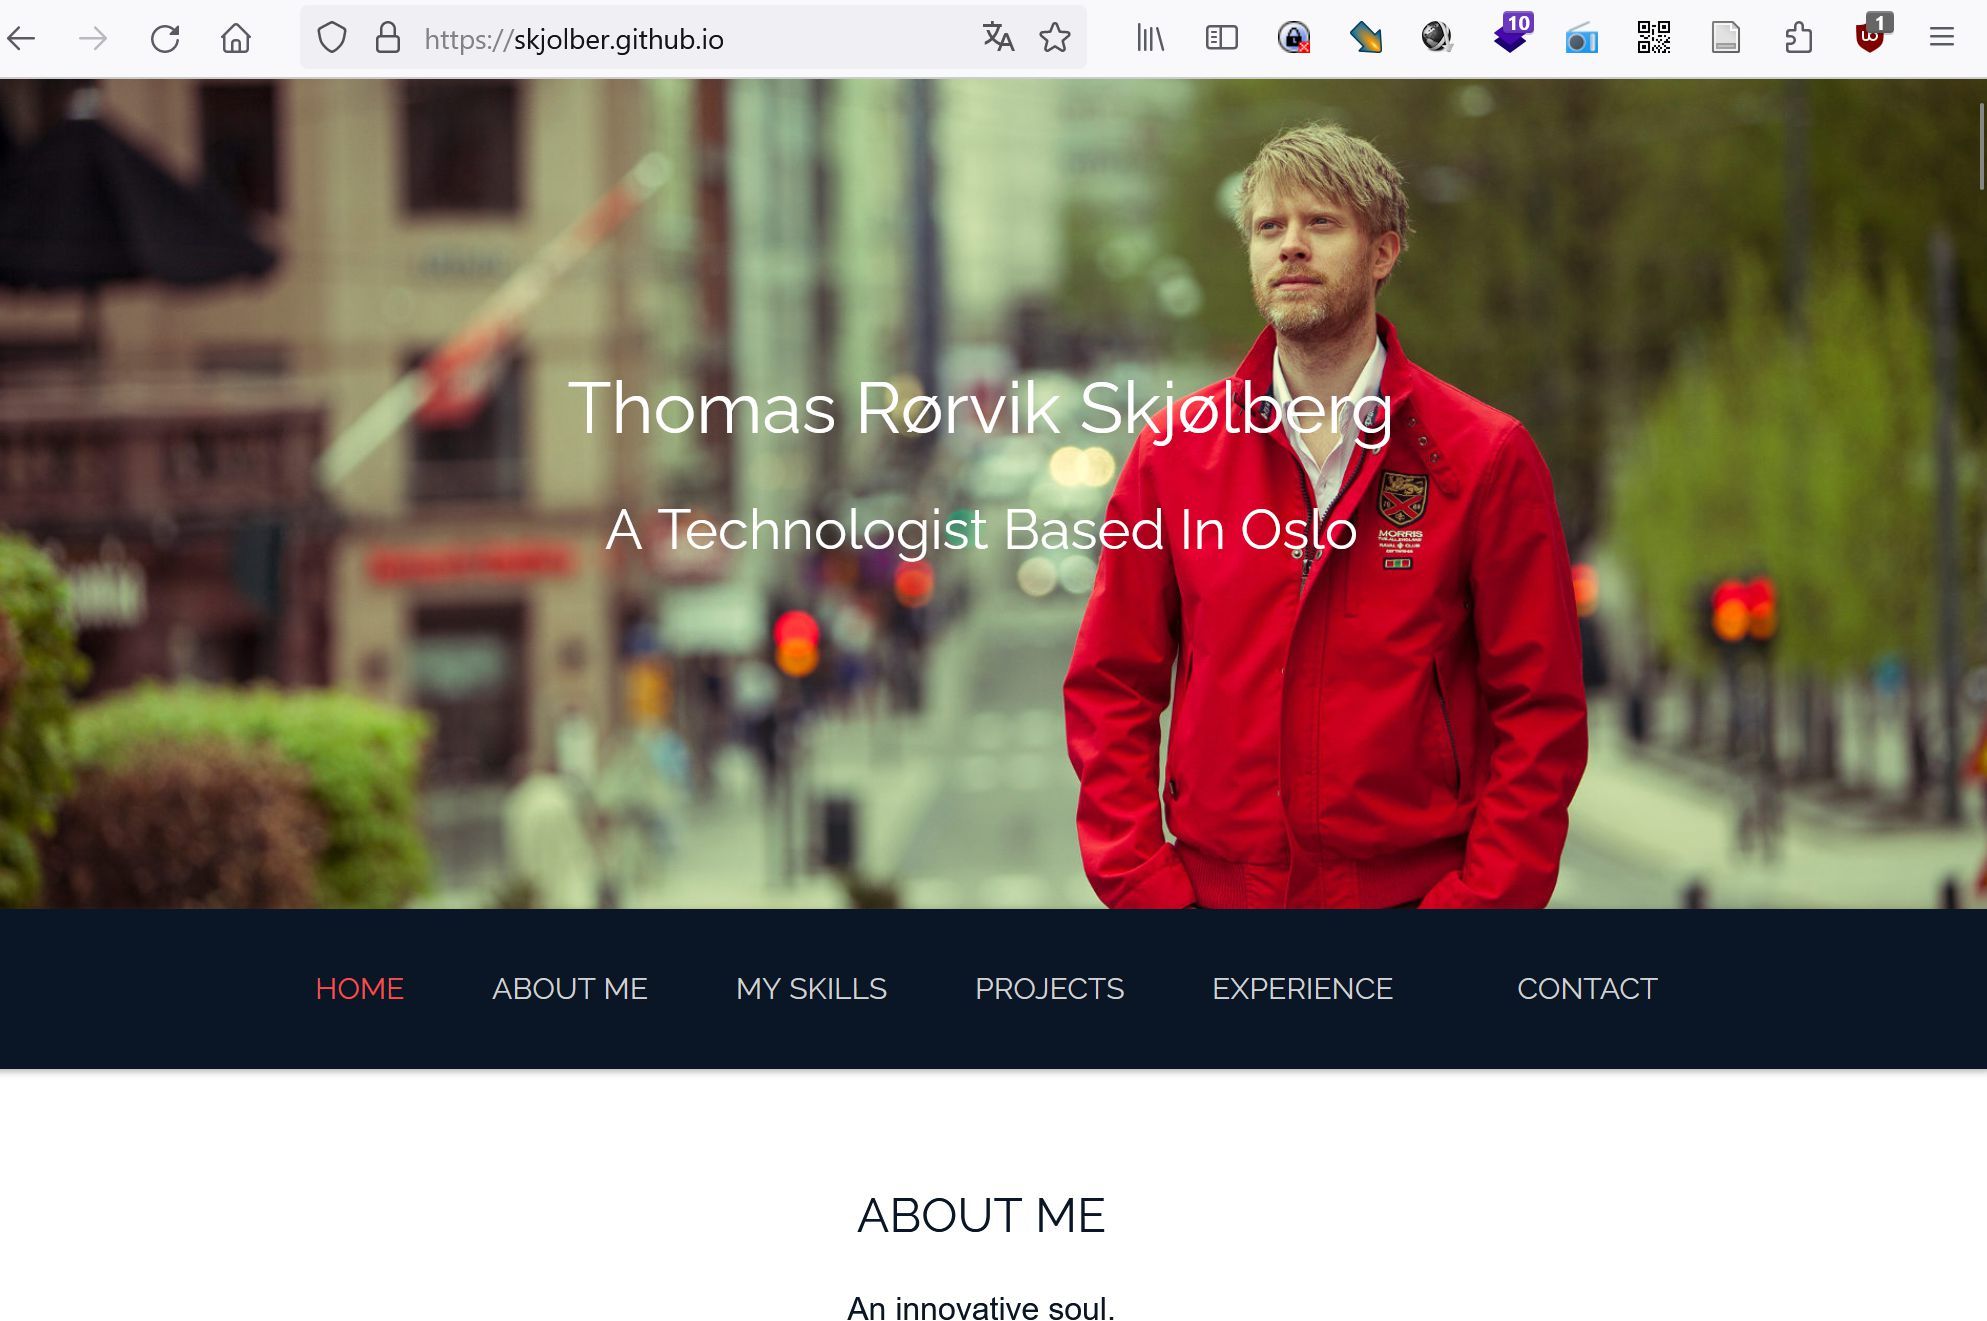 https://skjolber.github.io
10
1
Thomas Rørvik Skjølberg
A Technologist Based In Oslo
MORRIS
HOME ABOUT ME MY SKILLS PROJECTS EXPERIENCE CONTACT
ABOUT ME
An innovative soul.